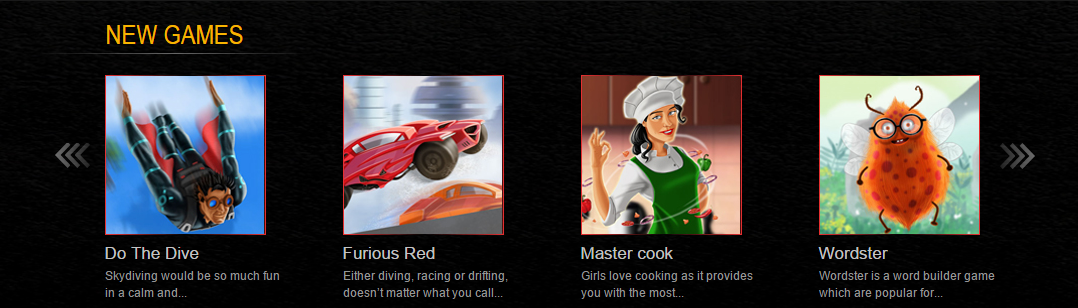 NEW GAMES
Do The Dive
Skydiving would be so much fun
in a calm and...
Furious Red
Either diving, racing or drifting,
doesn't matter what you call...
Master cook
Girls love cooking as it provides
you with the most...
Wordster
Wordster is a word builder game
which are popular for...